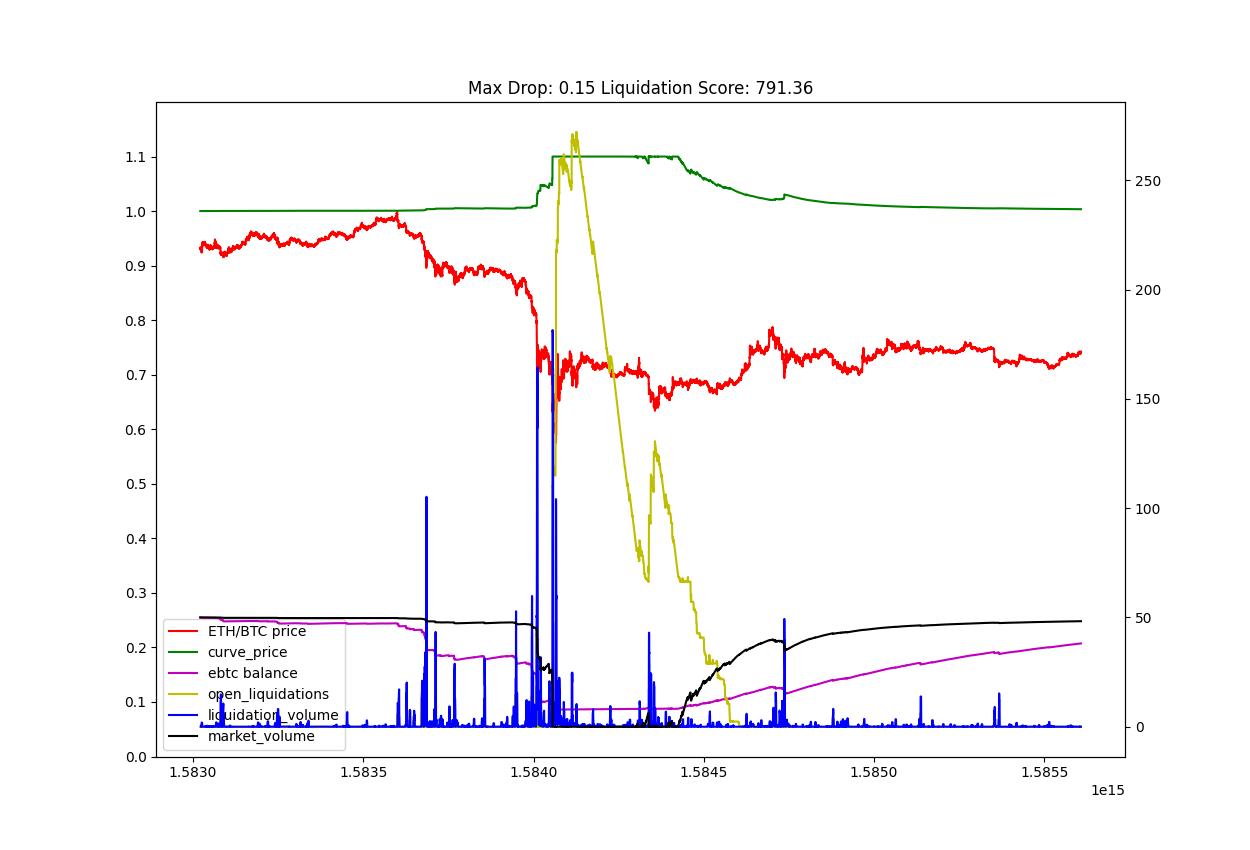 Max Drop: 0.15 Liquidation Score: 791.36
1.1
1.0
0.9
0.8
0.7
0.6
0.5
0.4
0.3
0.2
0.1
0.0
250
200
150
100
50
0
ETH/BTC price
curve_price
ebtc balance
open_liquidations
liquidation_volume
market_volume
1.5830 1.5835 1.5840 1.5845 1.5850 1.5855
1e15